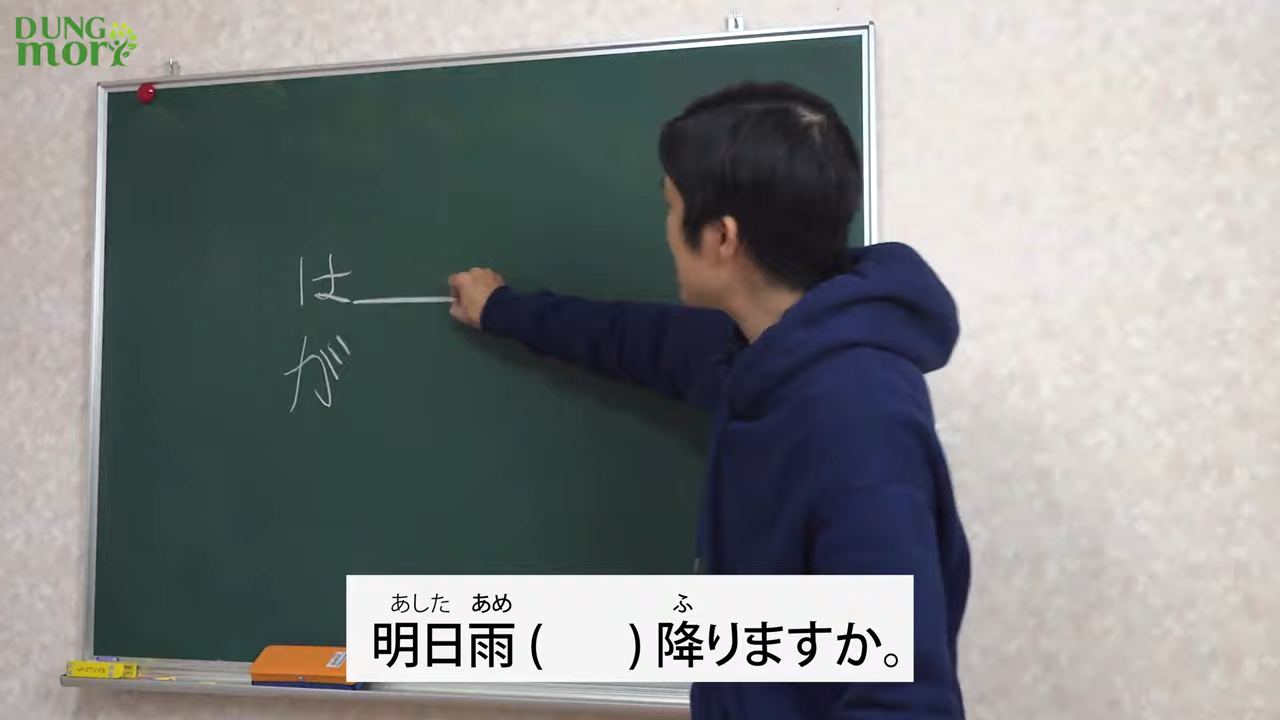 DUNG
mori
は
が
あした あめ ふ
明日雨 ( ) 降りますか。